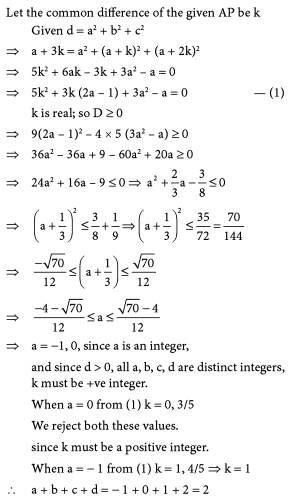 Let the common difference of the given AP be k
Given d = a² + b² + c²
⇒ a + 3k = a² + (a + k)² + (a + 2k)²
⇒ 5k² + 6ak − 3k + 3a² − a = 0
⇒ 5k² + 3k (2a − 1) + 3a² − a = 0 — (1)
k is real; so D ≥ 0
⇒ 9(2a − 1)² − 4 × 5 (3a² − a) ≥ 0
⇒ 36a² − 36a + 9 − 60a² + 20a ≥ 0
⇒ 24a² + 16a − 9 ≤ 0 ⇒ a² + 2/3 a − 3/8 ≤ 0
⇒ (a + 1/3)² ≤ 3/8 + 1/9 ⇒ (a + 1/3)² ≤ 35/72 = 70/144
⇒ −√70/12 ≤ (a + 1/3) ≤ √70/12
⇒ (−4 − √70)/12 ≤ a ≤ (√70 − 4)/12
⇒ a = −1, 0, since a is an integer,
and since d > 0, all a, b, c, d are distinct integers,
k must be +ve integer.
When a = 0 from (1) k = 0, 3/5
We reject both these values.
since k must be a positive integer.
When a = − 1 from (1) k = 1, 4/5 ⇒ k = 1
∴ a + b + c + d = − 1 + 0 + 1 + 2 = 2